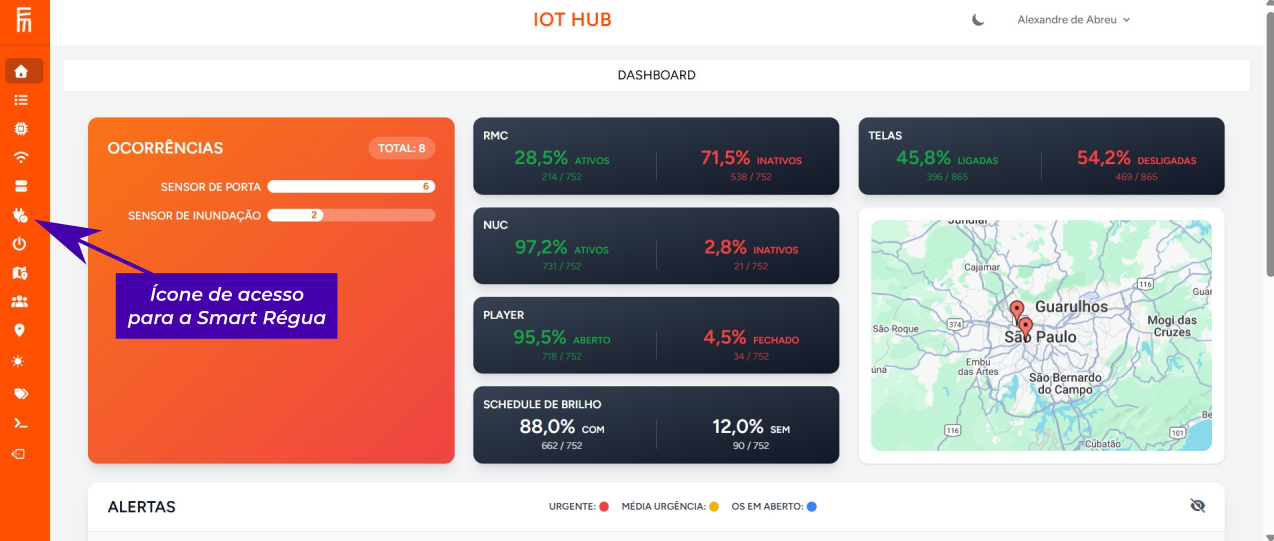 IOT HUB
Alexandre de Abreu
DASHBOARD
OCORRÊNCIAS
TOTAL: 8
SENSOR DE PORTA
6
SENSOR DE INUNDAÇÃO
2
Ícone de acesso
para a Smart Régua
RMC
28,5% ATIVOS
214 / 752
71,5% INATIVOS
538 / 752
NUC
97,2% ATIVOS
731 / 752
2,8% INATIVOS
21 / 752
PLAYER
95,5% ABERTO
718 / 752
4,5% FECHADO
34 / 752
SCHEDULE DE BRILHO
88,0% COM
662 / 752
12,0% SEM
90 / 752
TELAS
45,8% LIGADAS
396 / 865
54,2% DESLIGADAS
469 / 865
Jundiaí
Cajamar
116
Guar
Guarulhos
São Roque
374
Mogi das
Cruzes
São Paulo
Embu
das Artes
úna
São Bernardo
do Campo
Be
116
101
Cubatão
ALERTAS
URGENTE:
MÉDIA URGÊNCIA:
OS EM ABERTO: